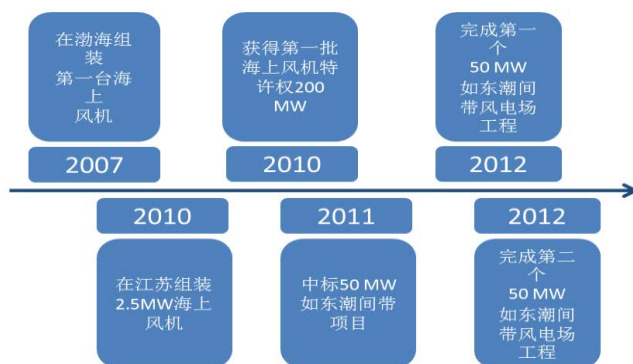 在渤海组
装
第一台海
上
风机
2007
获得第一批
海上风机特
许权200
MW
2010
完成第一
个
50 MW
如东潮间
带风电场
工程
2012
2010
在江苏组装
2.5MW海上
风机
2011
中标50 MW
如东潮间带
项目
2012
完成第二
个
50 MW
如东潮间
带风电场
工程